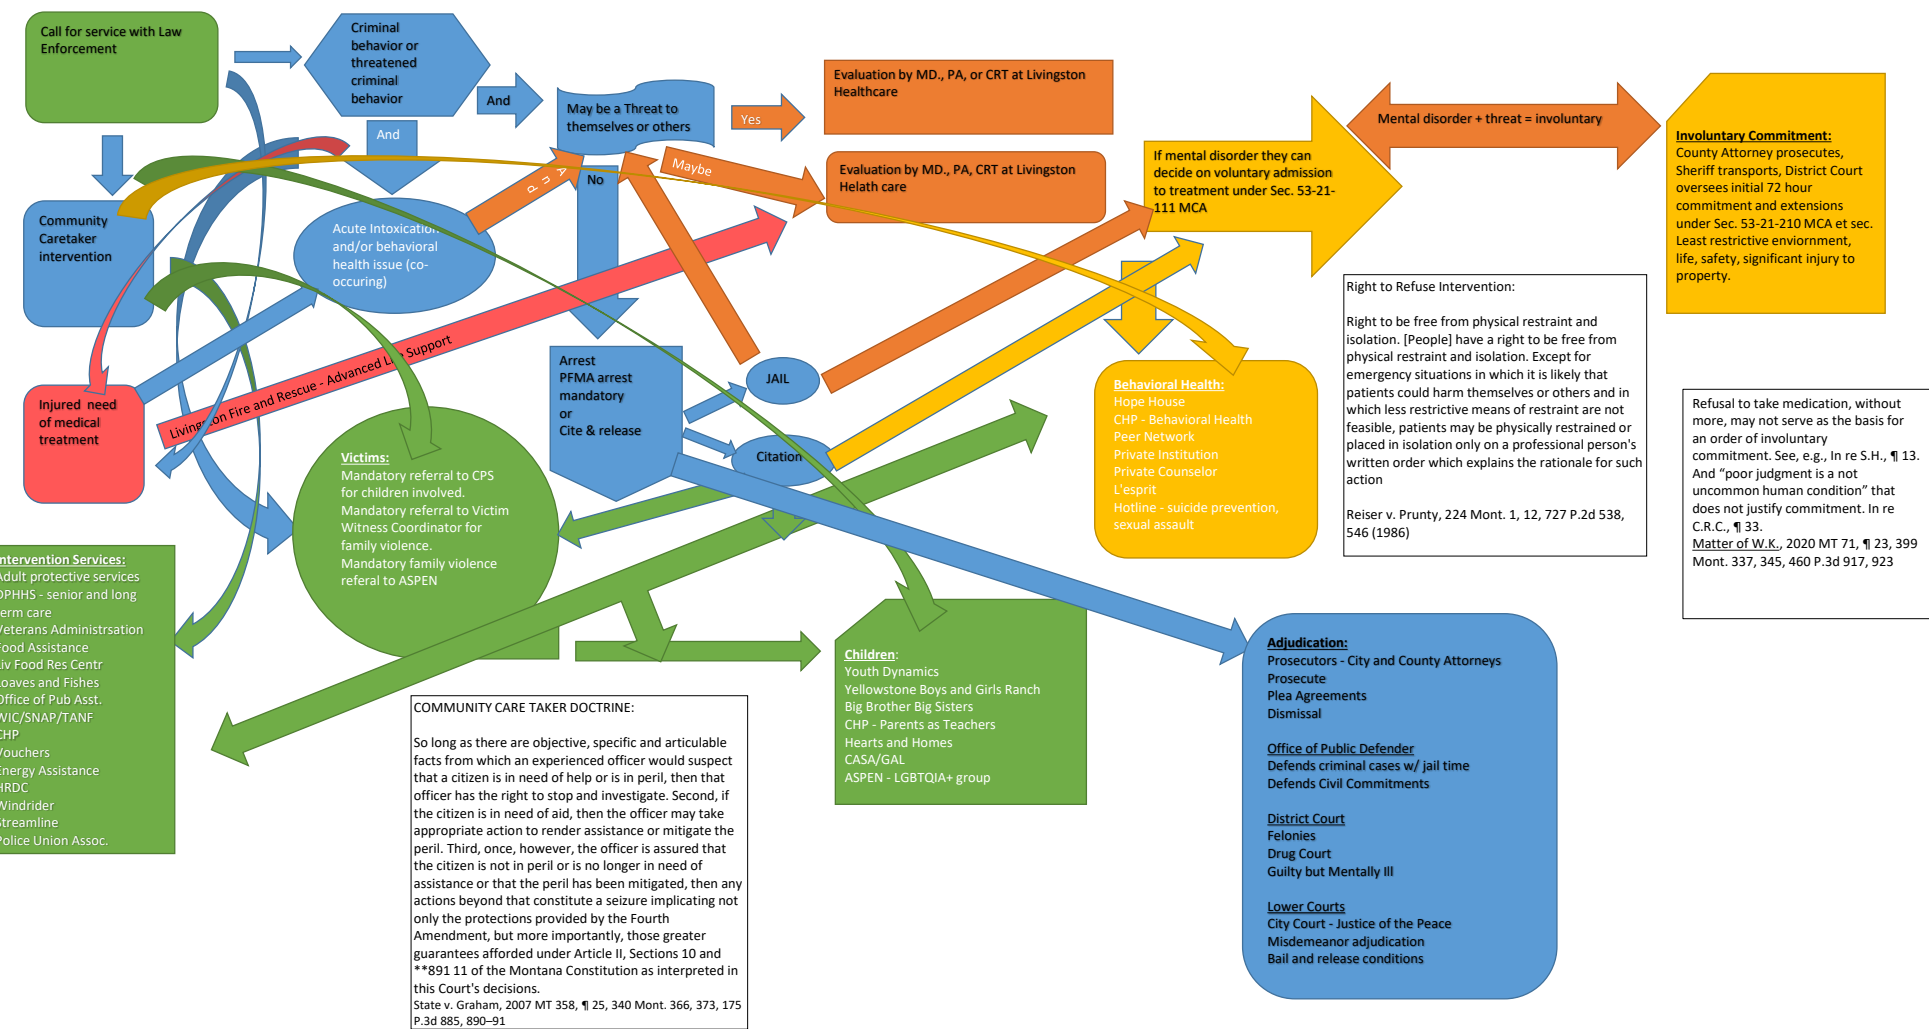 Call for service with Law
Enforcement
Criminal
behavior or
threatened
criminal
behavior
And
And
May be a Threat to
themselves or others
Yes
Maybe
No
And
Evaluation by MD., PA, or CRT at Livingston
Healthcare
Evaluation by MD., PA, CRT at Livingston
Helath care
If mental disorder they can
decide on voluntary admission
to treatment under Sec. 53-21-
111 MCA
Mental disorder + threat = involuntary
Involuntary Commitment:
County Attorney prosecutes,
Sheriff transports, District Court
oversees initial 72 hour
commitment and extensions
under Sec. 53-21-210 MCA et sec.
Least restrictive enviornment,
life, safety, significant injury to
property.
Community
Caretaker
intervention
Acute Intoxication
and/or behavioral
health issue (co-
occuring)
Injured need
of medical
treatment
Livingston Fire and Rescue - Advanced Life Support
Arrest
PFMA arrest
mandatory
or
Cite & release
JAIL
Citation
Victims:
Mandatory referral to CPS
for children involved.
Mandatory referral to Victim
Witness Coordinator for
family violence.
Mandatory family violence
referal to ASPEN
Behavioral Health:
Hope House
CHP - Behavioral Health
Peer Network
Private Institution
Private Counselor
L'esprit
Hotline - suicide prevention,
sexual assault
Right to Refuse Intervention:
Right to be free from physical restraint and
isolation. [People] have a right to be free from
physical restraint and isolation. Except for
emergency situations in which it is likely that
patients could harm themselves or others and in
which less restrictive means of restraint are not
feasible, patients may be physically restrained or
placed in isolation only on a professional person's
written order which explains the rationale for such
action
Reiser v. Prunty, 224 Mont. 1, 12, 727 P.2d 538,
546 (1986)
Refusal to take medication, without
more, may not serve as the basis for
an order of involuntary
commitment. See, e.g., In re S.H., ¶ 13.
And “poor judgment is a not
uncommon human condition” that
does not justify commitment. In re
C.R.C., ¶ 33.
Matter of W.K., 2020 MT 71, ¶ 23, 399
Mont. 337, 345, 460 P.3d 917, 923
Intervention Services:
Adult protective services
DPHHS - senior and long
term care
Veterans Administrsation
Food Assistance
Liv Food Res Centr
Loaves and Fishes
Office of Pub Asst.
WIC/SNAP/TANF
CHP
Vouchers
Energy Assistance
HRDC
Windrider
Streamline
Police Union Assoc.
COMMUNITY CARE TAKER DOCTRINE:
So long as there are objective, specific and articulable
facts from which an experienced officer would suspect
that a citizen is in need of help or is in peril, then that
officer has the right to stop and investigate. Second, if
the citizen is in need of aid, then the officer may take
appropriate action to render assistance or mitigate the
peril. Third, once, however, the officer is assured that
the citizen is not in peril or is no longer in need of
assistance or that the peril has been mitigated, then any
actions beyond that constitute a seizure implicating not
only the protections provided by the Fourth
Amendment, but more importantly, those greater
guarantees afforded under Article II, Sections 10 and
**891 11 of the Montana Constitution as interpreted in
this Court's decisions.
State v. Graham, 2007 MT 358, ¶ 25, 340 Mont. 366, 373, 175
P.3d 885, 890–91
Children:
Youth Dynamics
Yellowstone Boys and Girls Ranch
Big Brother Big Sisters
CHP - Parents as Teachers
Hearts and Homes
CASA/GAL
ASPEN - LGBTQIA+ group
Adjudication:
Prosecutors - City and County Attorneys
Prosecute
Plea Agreements
Dismissal
Office of Public Defender
Defends criminal cases w/ jail time
Defends Civil Commitments
District Court
Felonies
Drug Court
Guilty but Mentally Ill
Lower Courts
City Court - Justice of the Peace
Misdemeanor adjudication
Bail and release conditions